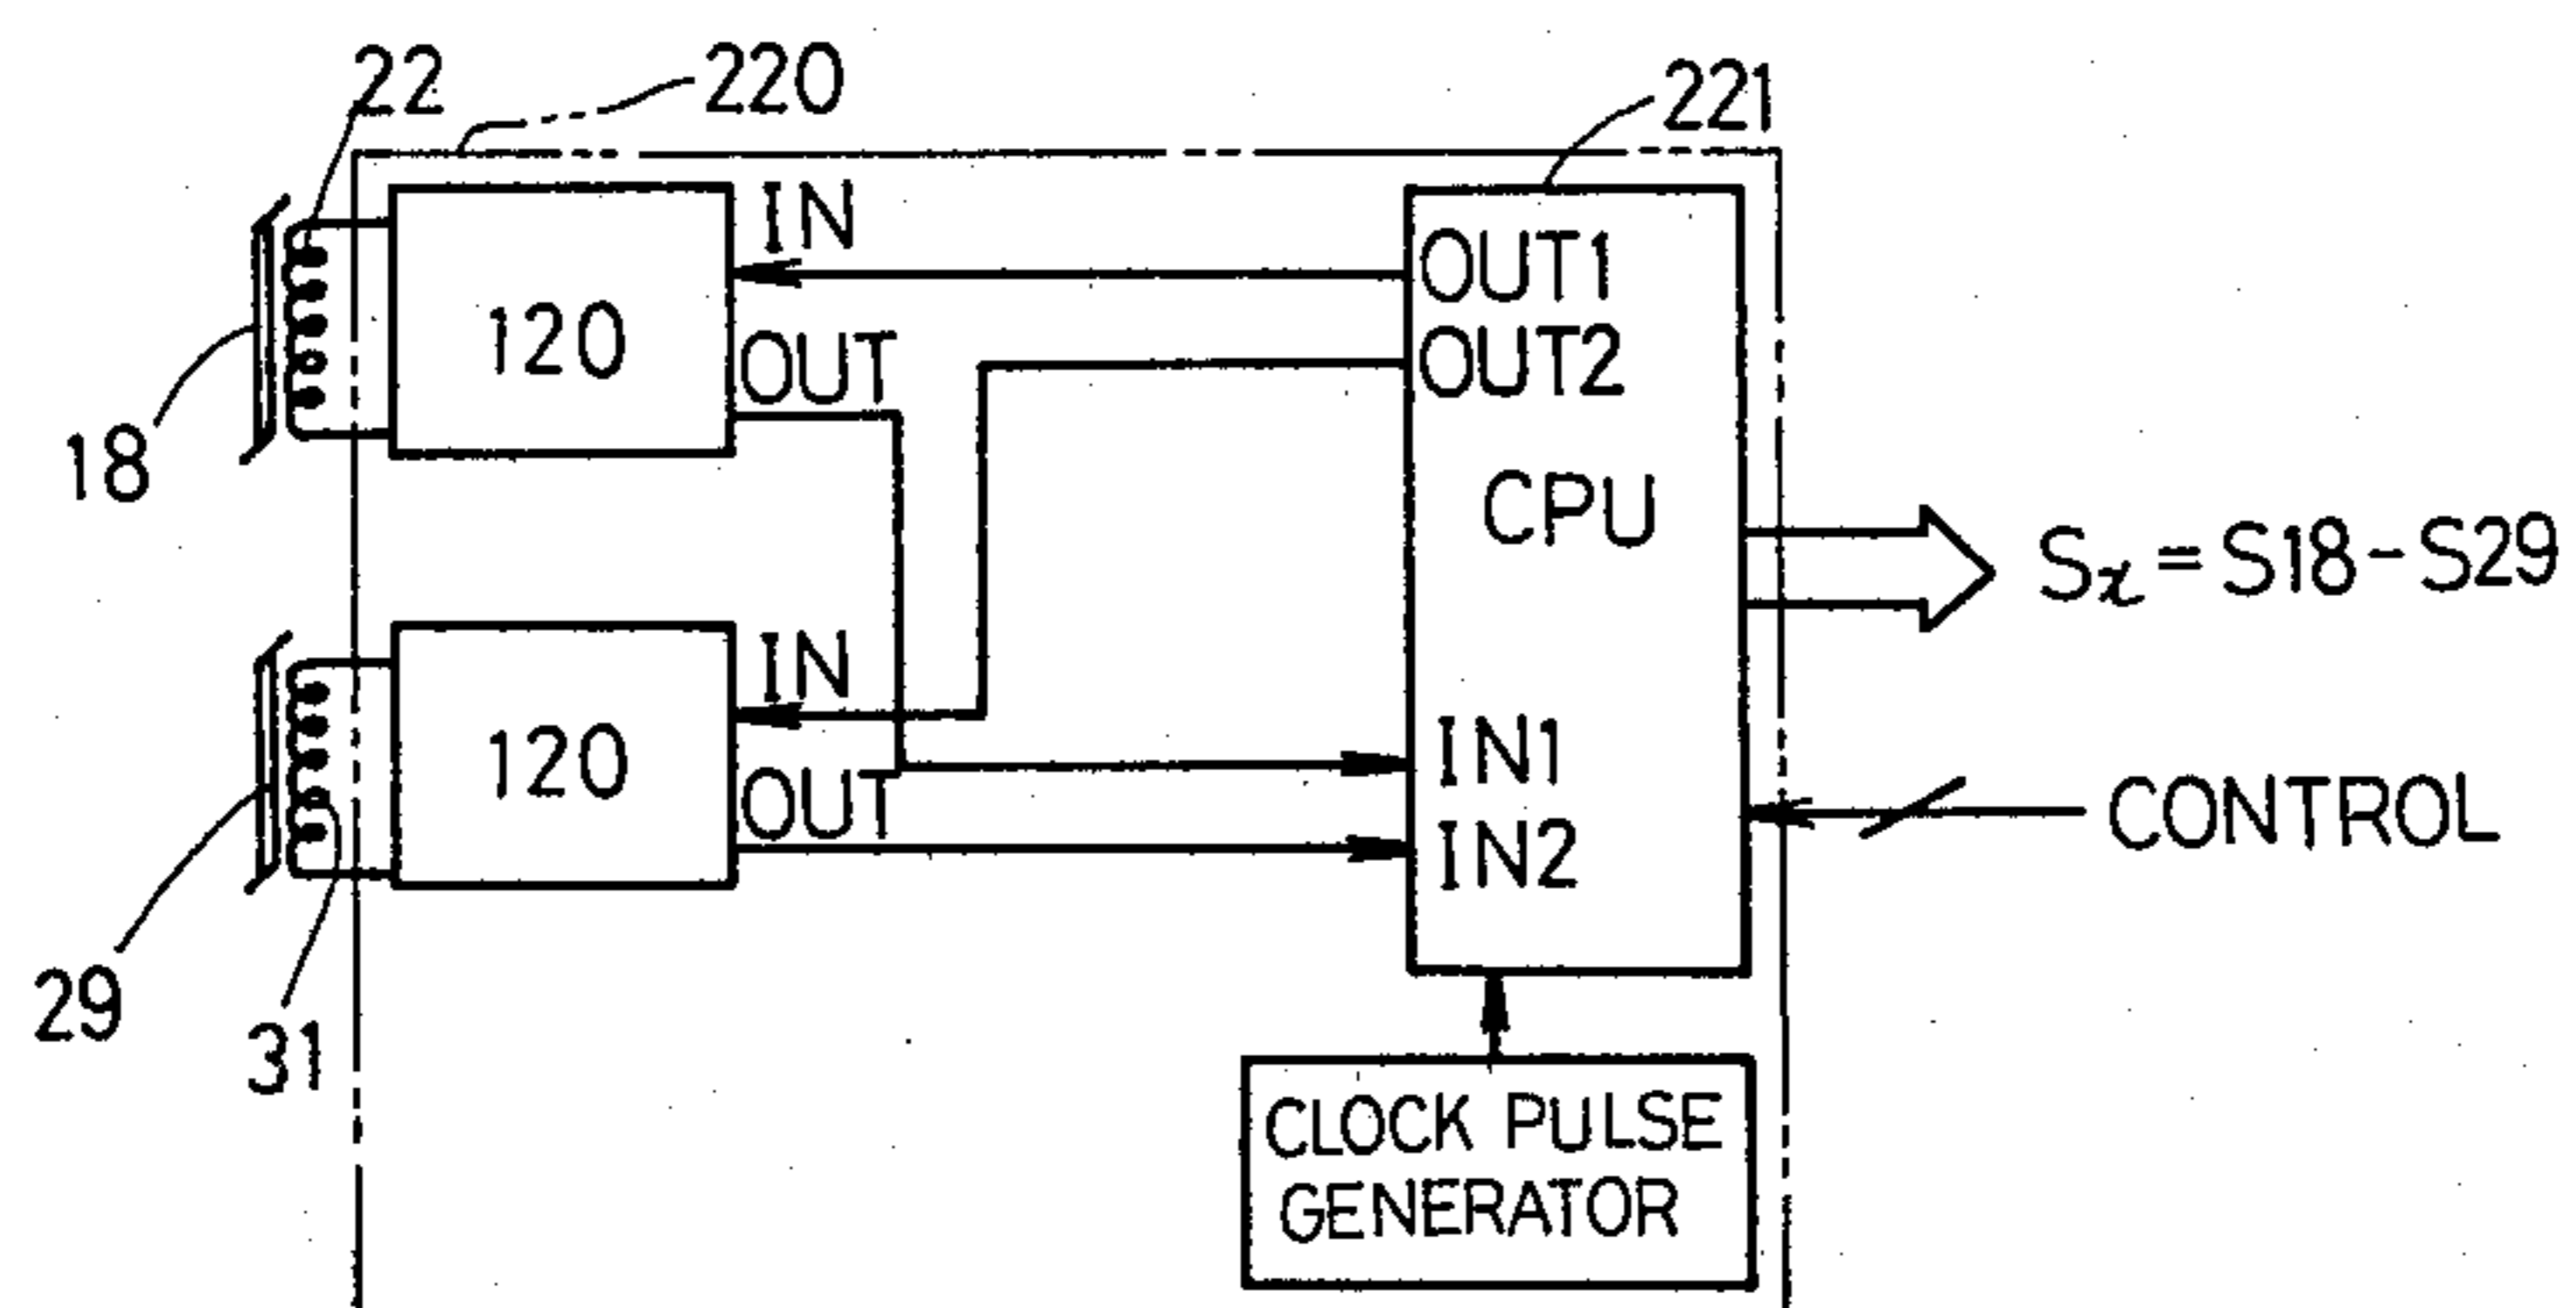 22
220
221
IN
OUT1
120
OUT
OUT2
18
CPU
Sx = S18-S29
IN
120
OUT
IN1
CONTROL
IN2
29
31
CLOCK PULSE
GENERATOR